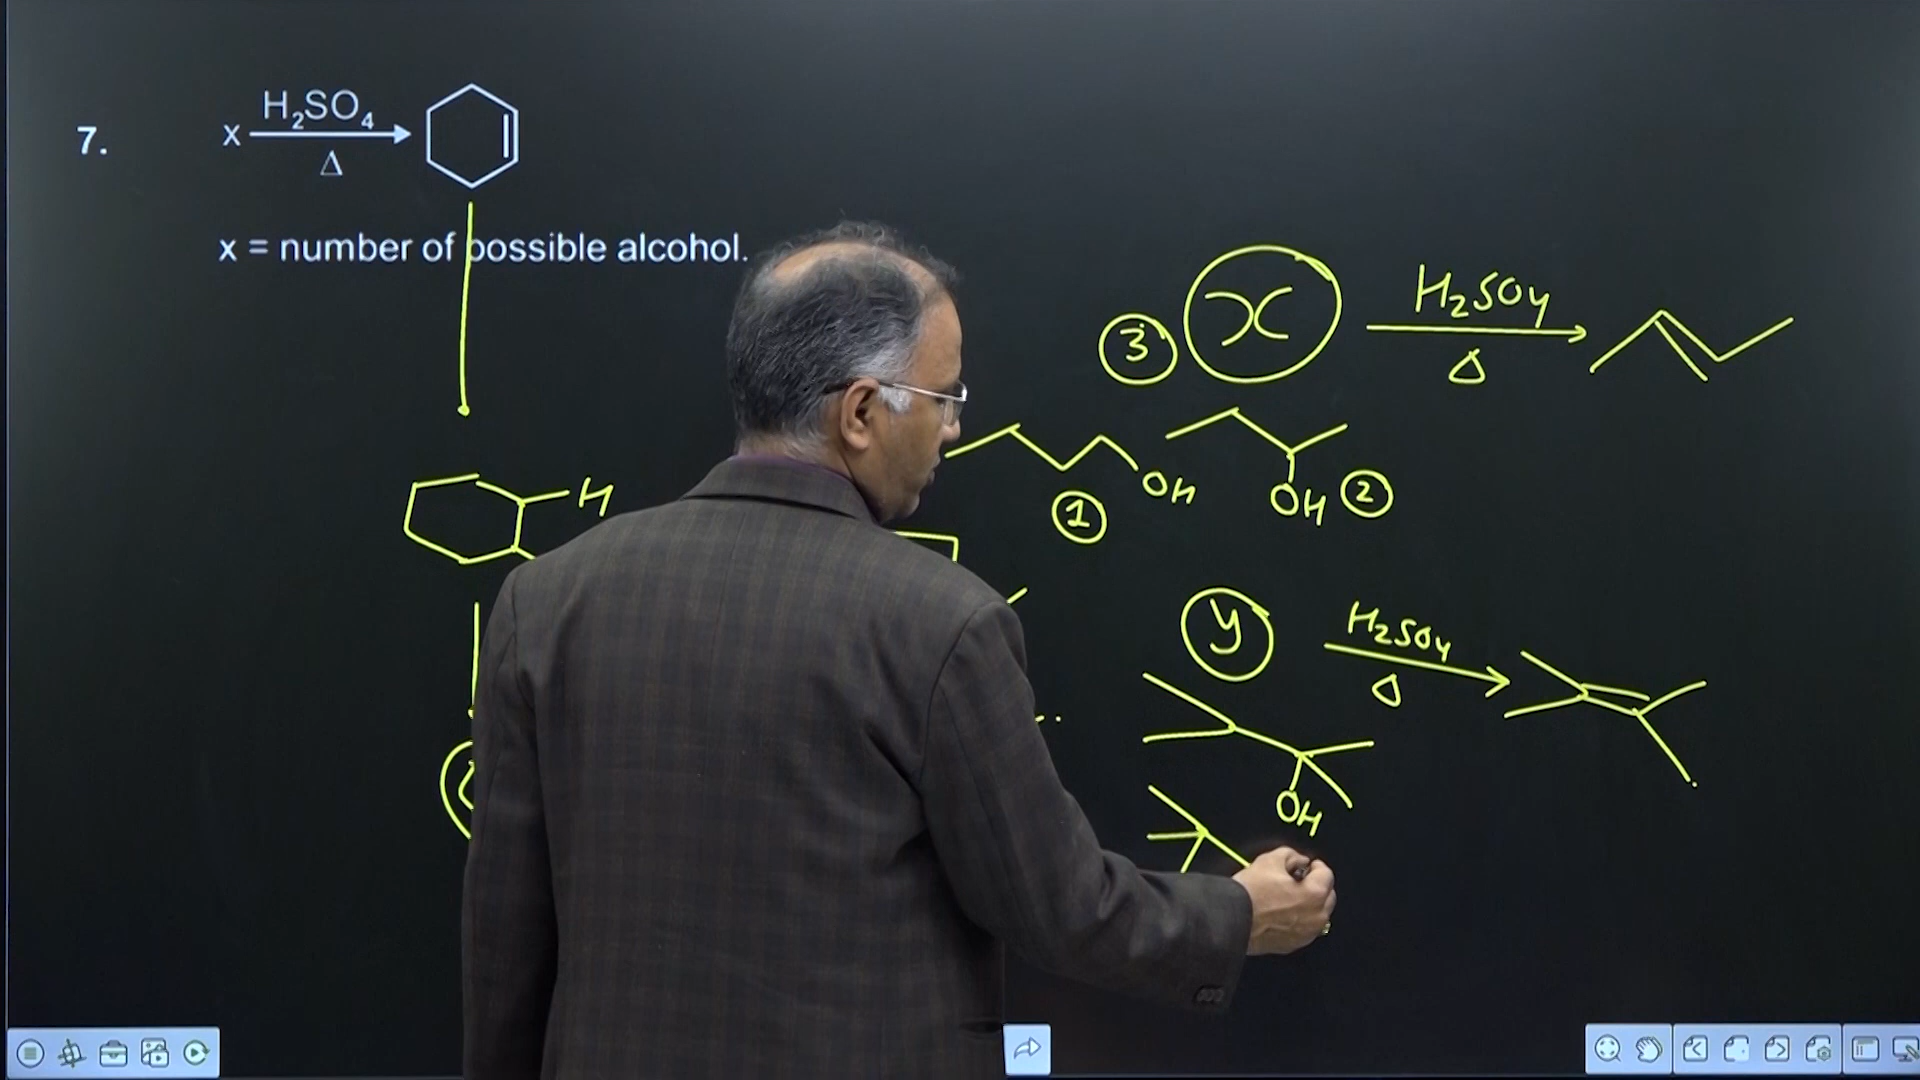 7.
x H₂SO₄ Δ
x = number of possible alcohol.
H
3 x H₂SO₄ Δ
OH 1
OH 2
y H₂SO₄ Δ
OH